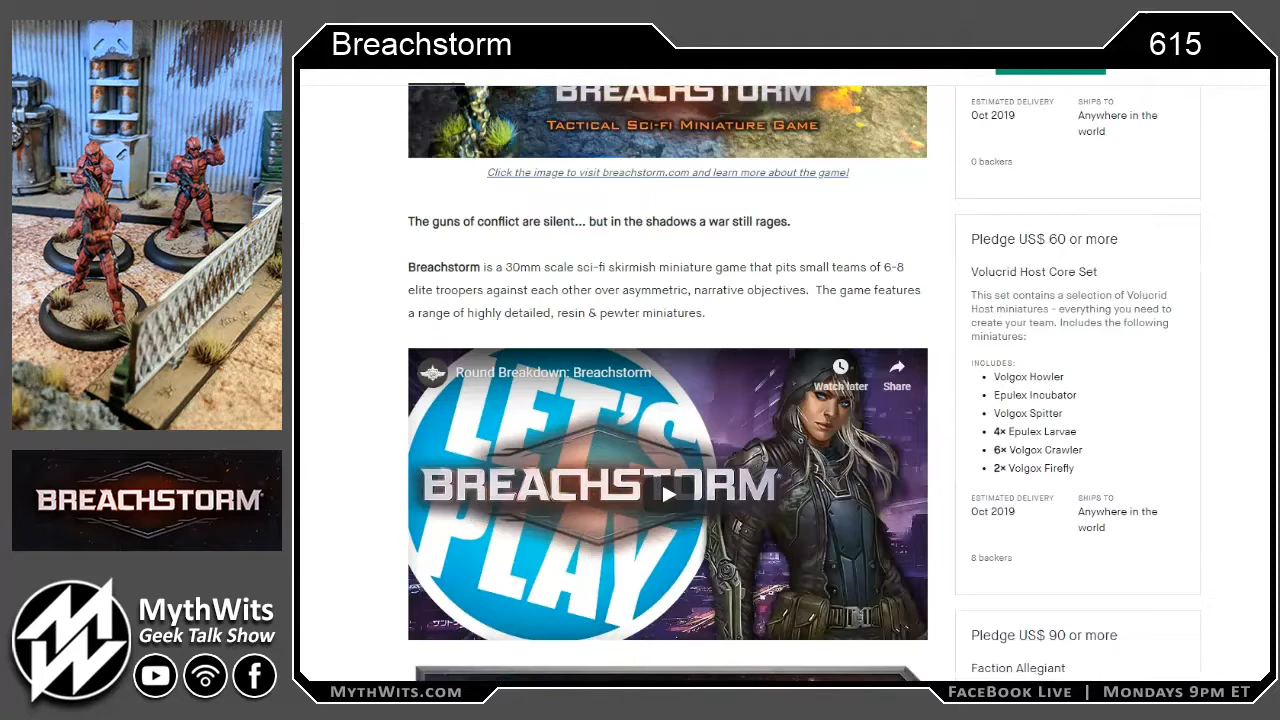 Breachstorm
615
BREACHSTORM
TACTICAL SCI-FI MINIATURE GAME
Click the image to visit breachstorm.com and learn more about the game!
The guns of conflict are silent... but in the shadows a war still rages.
Breachstorm is a 30mm scale sci-fi skirmish miniature game that pits small teams of 6-8
elite troopers against each other over asymmetric, narrative objectives. The game features
a range of highly detailed, resin & pewter miniatures.
Round Breakdown: Breachstorm
Watch later
Share
LET'S
BREACHSTORM
PLAY
ESTIMATED DELIVERY
Oct 2019
SHIPS TO
Anywhere in the
world
0 backers
Pledge US$ 60 or more
Volucrid Host Core Set
This set contains a selection of Volucrid
Host miniatures - everything you need to
create your team. Includes the following
miniatures:
INCLUDES:
• Volgox Howler
• Epulex Incubator
• Volgox Spitter
• 4× Epulex Larvae
• 6× Volgox Crawler
• 2× Volgox Firefly
ESTIMATED DELIVERY
Oct 2019
SHIPS TO
Anywhere in the
world
8 backers
Pledge US$ 90 or more
Faction Allegiant
BREACHSTORM
MythWits
Geek Talk Show
MYTHWITS.COM
FACEBOOK LIVE | MONDAYS 9PM ET